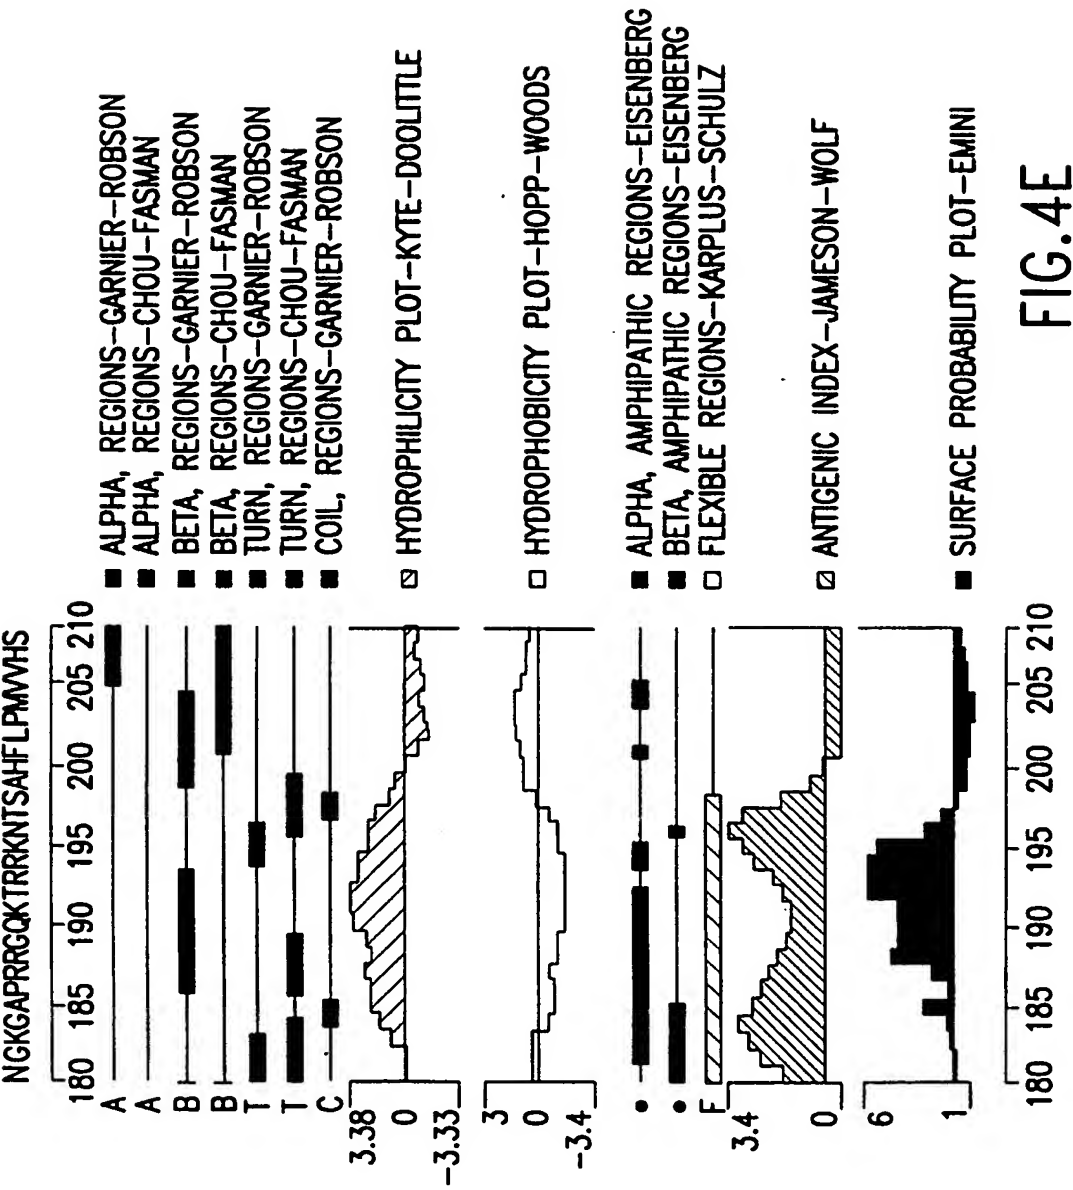 NGKGAPRRGQKTRRKNTSAHFLPMVVHS
180 185 190 195 200 205 210
A ALPHA, REGIONS-GARNIER-ROBSON
A ALPHA, REGIONS-CHOU-FASMAN
B BETA, REGIONS-GARNIER-ROBSON
B BETA, REGIONS-CHOU-FASMAN
T TURN, REGIONS-GARNIER-ROBSON
T TURN, REGIONS-CHOU-FASMAN
C COIL, REGIONS-GARNIER-ROBSON
3.38
0 HYDROPHILICITY PLOT-KYTE-DOOLITTLE
-3.33
3
0 HYDROPHOBICITY PLOT-HOPP-WOODS
-3.4
ALPHA, AMPHIPATHIC REGIONS-EISENBERG
BETA, AMPHIPATHIC REGIONS-EISENBERG
F FLEXIBLE REGIONS-KARPLUS-SCHULZ
3.4
0 ANTIGENIC INDEX-JAMESON-WOLF
6
1 SURFACE PROBABILITY PLOT-EMINI
180 185 190 195 200 205 210
FIG.4E